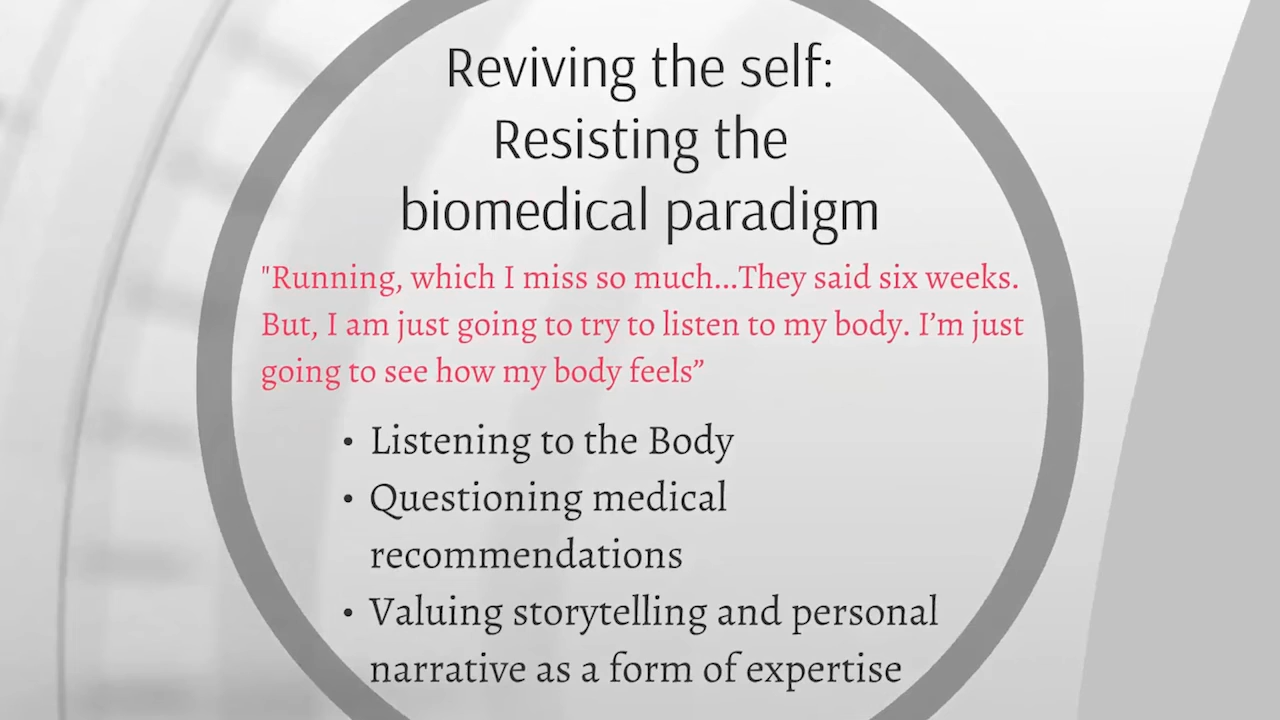 Reviving the self:
Resisting the
biomedical paradigm
"Running, which I miss so much...They said six weeks.
But, I am just going to try to listen to my body. I’m just
going to see how my body feels”
• Listening to the Body
• Questioning medical
recommendations
• Valuing storytelling and personal
narrative as a form of expertise